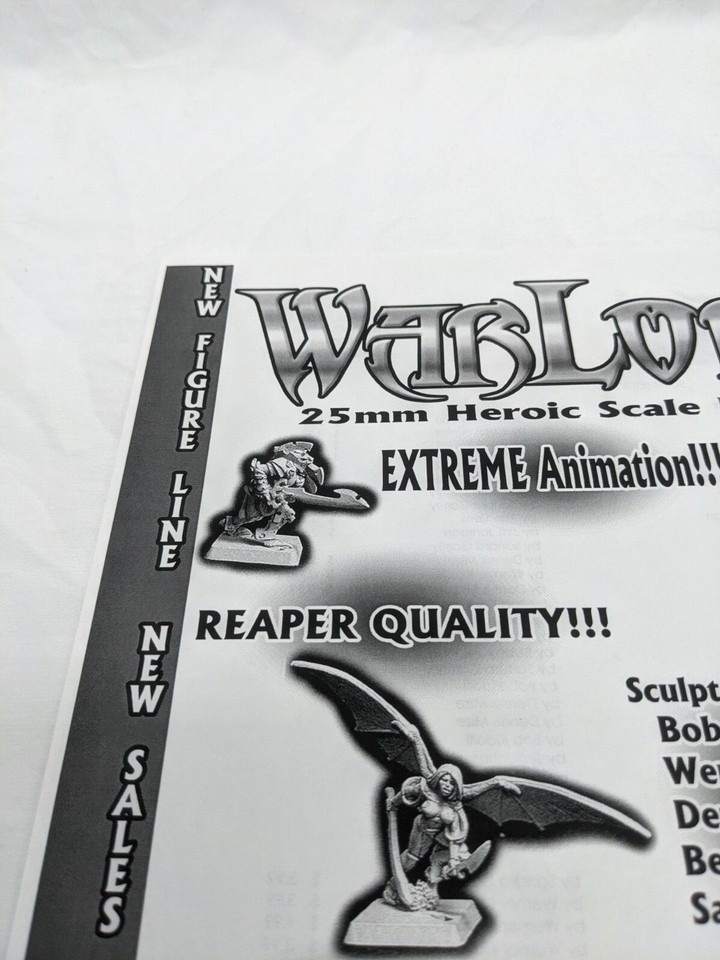 NEW FIGURE LINE NEW SALES
WARLO
25mm Heroic Scale
EXTREME Animation!!!
REAPER QUALITY!!!
Sculpt
Bob
We
De
Be
Sa